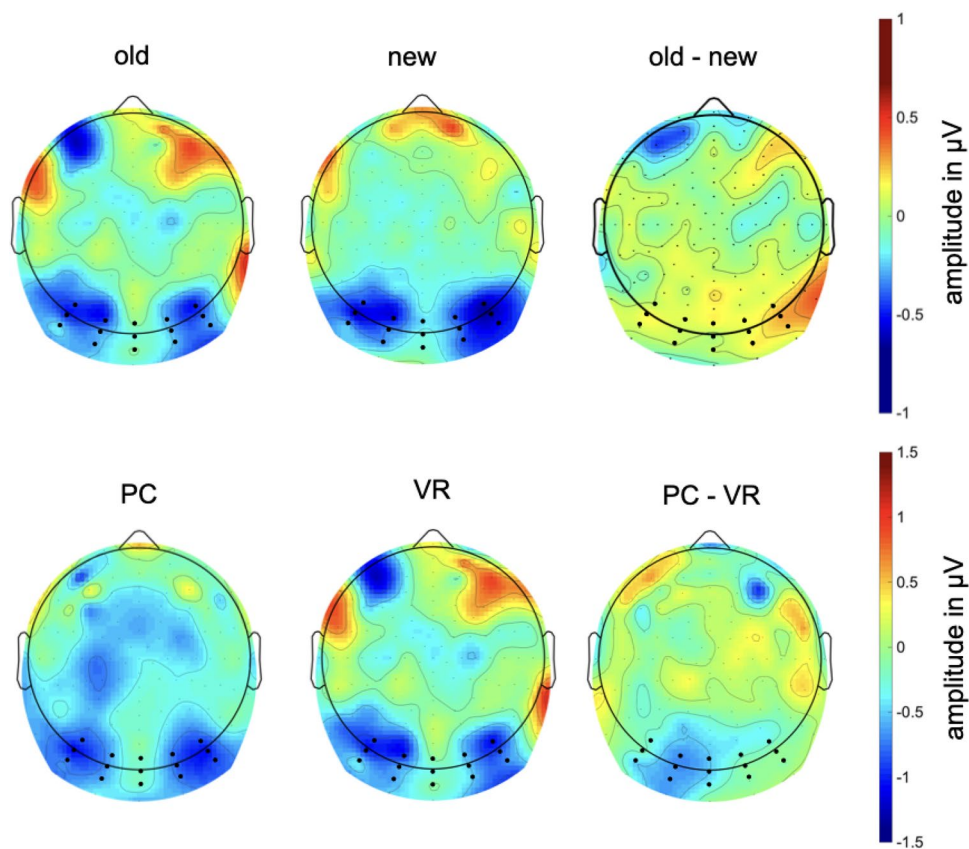 old
new
old - new
1
0.5
0
-0.5
-1
amplitude in µV
PC
VR
PC - VR
1.5
1
0.5
0
-0.5
-1
-1.5
amplitude in µV